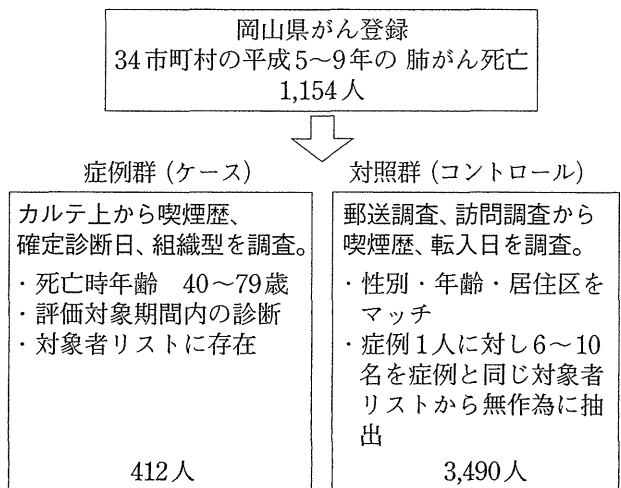 岡山県がん登録
34市町村の平成5～9年の 肺がん死亡
1,154人
症例群（ケース）
カルテ上から喫煙歴、
確定診断日、組織型を調査。
・死亡時年齢　40～79歳
・評価対象期間内の診断
・対象者リストに存在
412人
対照群（コントロール）
郵送調査、訪問調査から
喫煙歴、転入日を調査。
・性別・年齢・居住区を
マッチ
・症例1人に対し6～10
名を症例と同じ対象者
リストから無作為に抽
出
3,490人